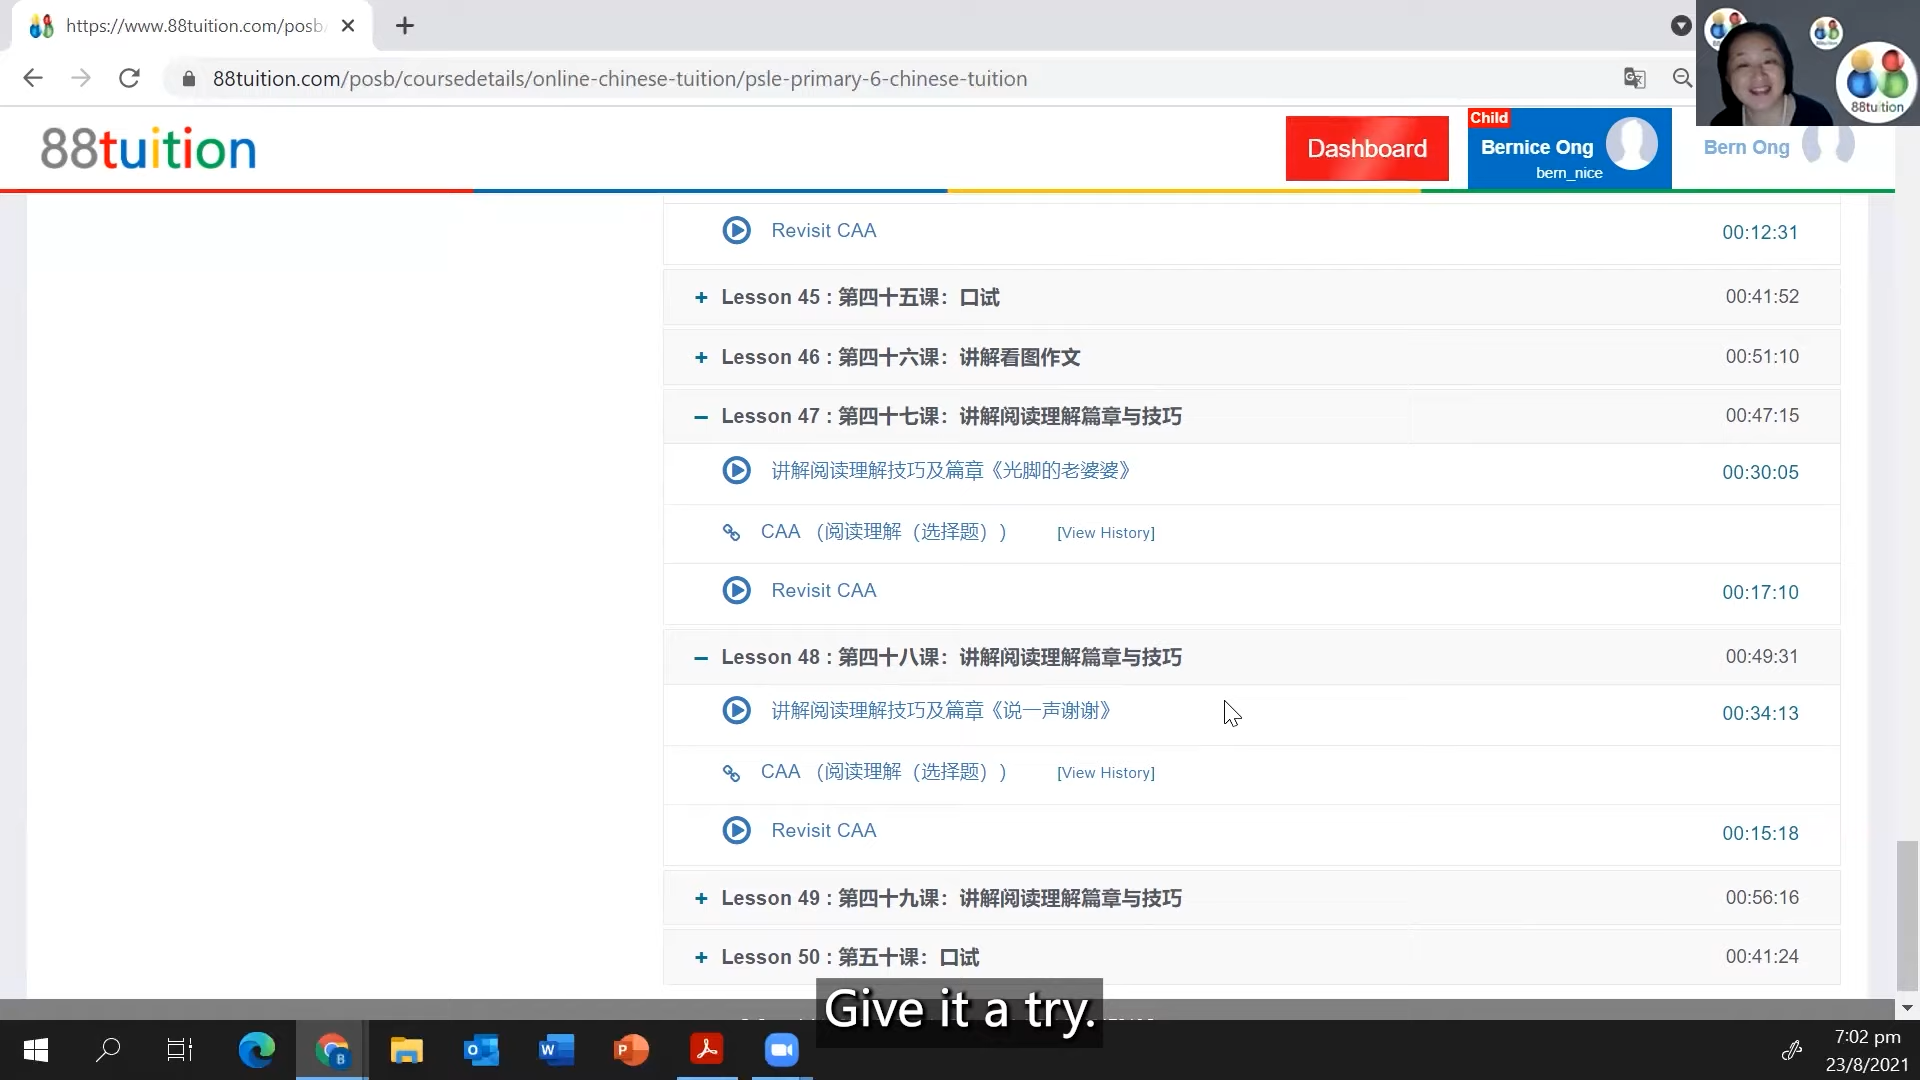 https://www.88tuition.com/posb/
88tuition.com/posb/coursedetails/online-chinese-tuition/psle-primary-6-chinese-tuition
88tuition
88tuition
Dashboard
Child
Bernice Ong
bern_nice
Bern Ong
Revisit CAA 00:12:31
+ Lesson 45 : 第四十五课：口试 00:41:52
+ Lesson 46 : 第四十六课：讲解看图作文 00:51:10
– Lesson 47 : 第四十七课：讲解阅读理解篇章与技巧 00:47:15
讲解阅读理解技巧及篇章《光脚的老婆婆》 00:30:05
CAA （阅读理解（选择题）） [View History]
Revisit CAA 00:17:10
– Lesson 48 : 第四十八课：讲解阅读理解篇章与技巧 00:49:31
讲解阅读理解技巧及篇章《说一声谢谢》 00:34:13
CAA （阅读理解（选择题）） [View History]
Revisit CAA 00:15:18
+ Lesson 49 : 第四十九课：讲解阅读理解篇章与技巧 00:56:16
+ Lesson 50 : 第五十课：口试 00:41:24
Give it a try.
7:02 pm
23/8/2021